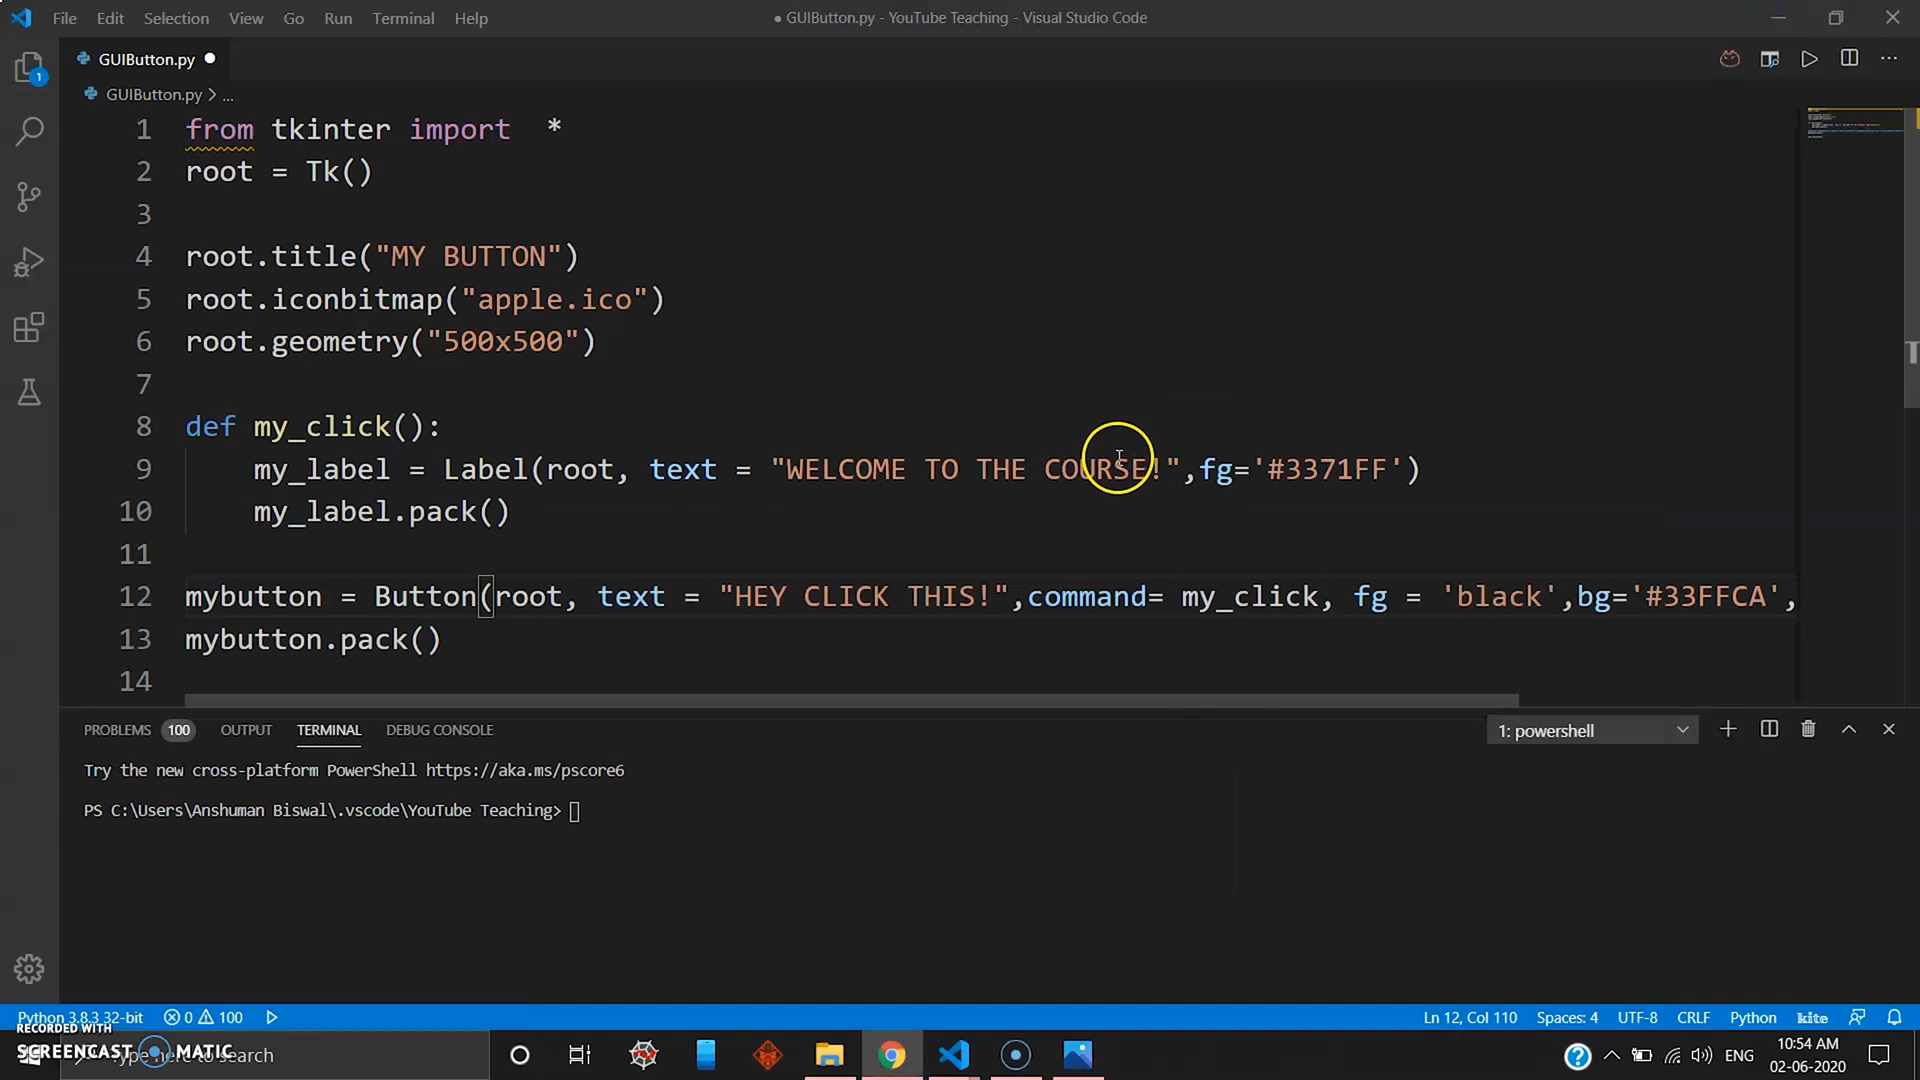 File Edit Selection View Go Run Terminal Help
● GUIButton.py - YouTube Teaching - Visual Studio Code
GUIButton.py ●
GUIButton.py > ...
1 from tkinter import *
2 root = Tk()
3
4 root.title("MY BUTTON")
5 root.iconbitmap("apple.ico")
6 root.geometry("500x500")
7
8 def my_click():
9 my_label = Label(root, text = "WELCOME TO THE COURSE!",fg='#3371FF')
10 my_label.pack()
11
12 mybutton = Button(root, text = "HEY CLICK THIS!",command= my_click, fg = 'black',bg='#33FFCA',
13 mybutton.pack()
14
PROBLEMS 100 OUTPUT TERMINAL DEBUG CONSOLE 1: powershell
Try the new cross-platform PowerShell https://aka.ms/pscore6
PS C:\Users\Anshuman Biswal\.vscode\YouTube Teaching>
Python 3.8.3 32-bit 0 100 Ln 12, Col 110 Spaces: 4 UTF-8 CRLF Python kite
RECORDED WITH
SCREENCAST MATIC
here to search
ENG
10:54 AM
02-06-2020